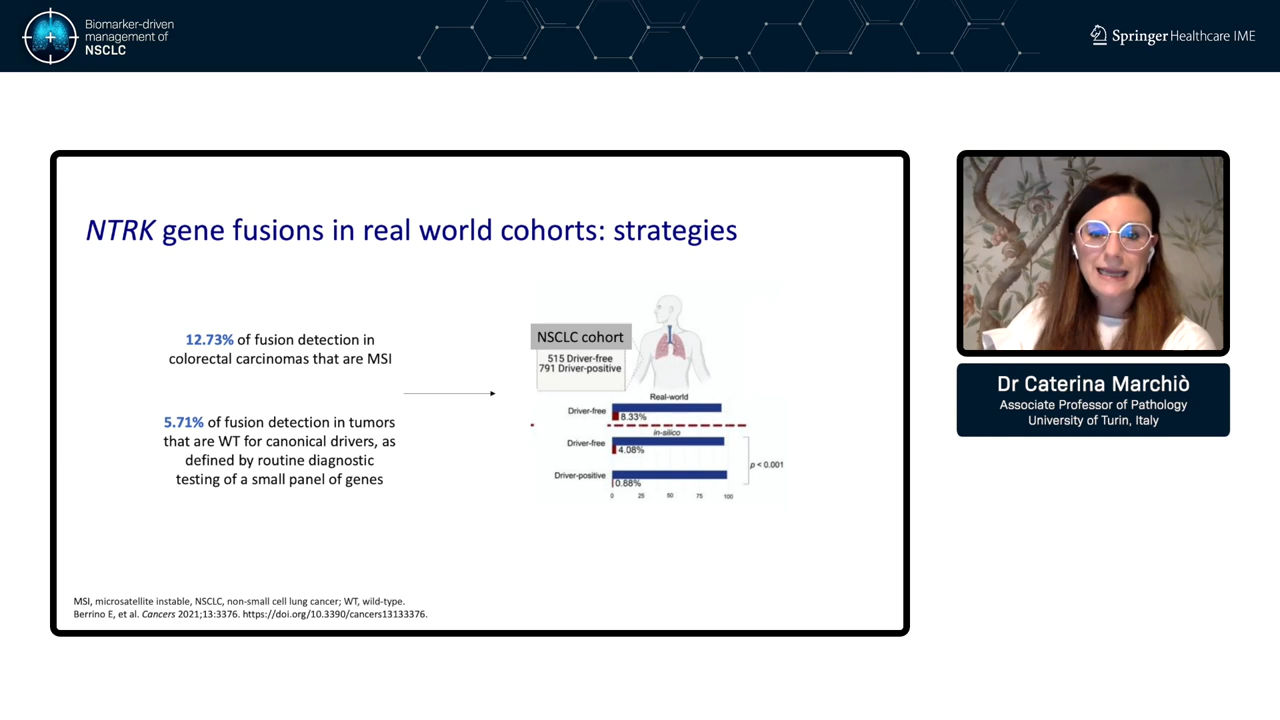 Biomarker-driven
management of
NSCLC
Springer Healthcare IME
NTRK gene fusions in real world cohorts: strategies
12.73% of fusion detection in
colorectal carcinomas that are MSI
5.71% of fusion detection in tumors
that are WT for canonical drivers, as
defined by routine diagnostic
testing of a small panel of genes
NSCLC cohort
515 Driver-free
791 Driver-positive
Real-world
Driver-free
8.33%
in-silico
Driver-free
4.08%
p < 0.001
Driver-positive
0.88%
0 25 50 75 100
MSI, microsatellite instable, NSCLC, non-small cell lung cancer; WT, wild-type.
Berrino E, et al. Cancers 2021;13:3376. https://doi.org/10.3390/cancers13133376.
Dr Caterina Marchiò
Associate Professor of Pathology
University of Turin, Italy